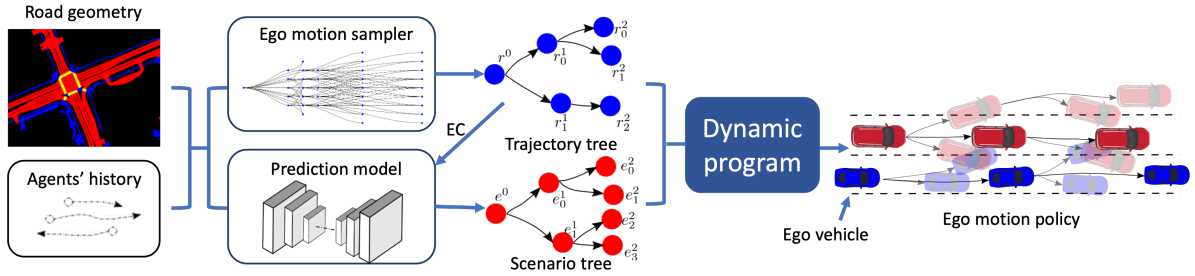 Road geometry
Agents' history
Ego motion sampler
Prediction model
EC
r^0
r_0^1
r_1^1
r_0^2
r_1^2
r_2^2
Trajectory tree
e^0
e_0^1
e_1^1
e_0^2
e_1^2
e_2^2
e_3^2
Scenario tree
Dynamic
program
Ego vehicle
Ego motion policy